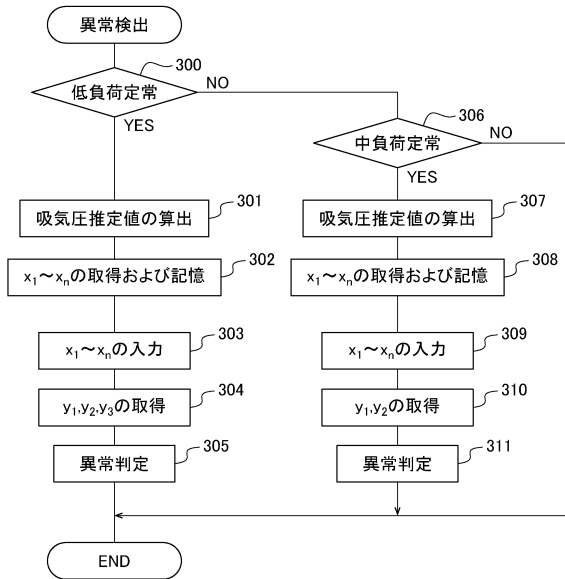 異常検出
300
低負荷定常
NO
YES
306
中負荷定常
NO
YES
吸気圧推定値の算出
301
x₁～xₙの取得および記憶
302
x₁～xₙの入力
303
y₁,y₂,y₃の取得
304
異常判定
305
吸気圧推定値の算出
307
x₁～xₙの取得および記憶
308
x₁～xₙの入力
309
y₁,y₂の取得
310
異常判定
311
END